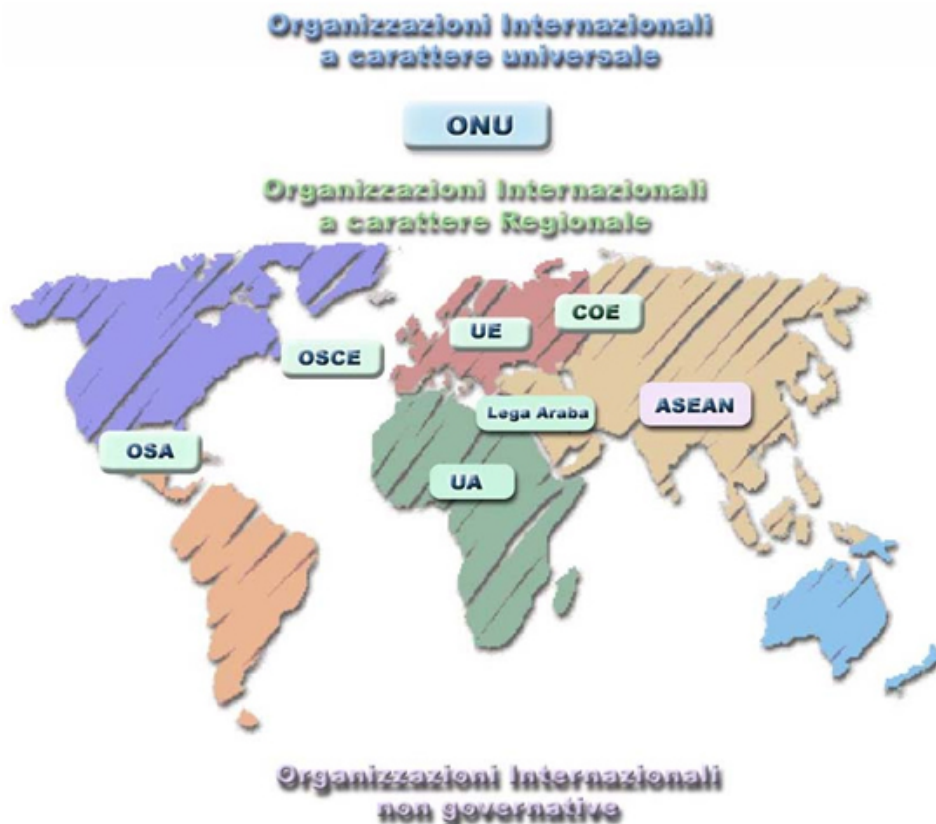 Organizzazioni Internazionali
a carattere universale
ONU
Organizzazioni Internazionali
a carattere Regionale
COE
UE
OSCE
Lega Araba
ASEAN
OSA
UA
Organizzazioni Internazionali
non governative